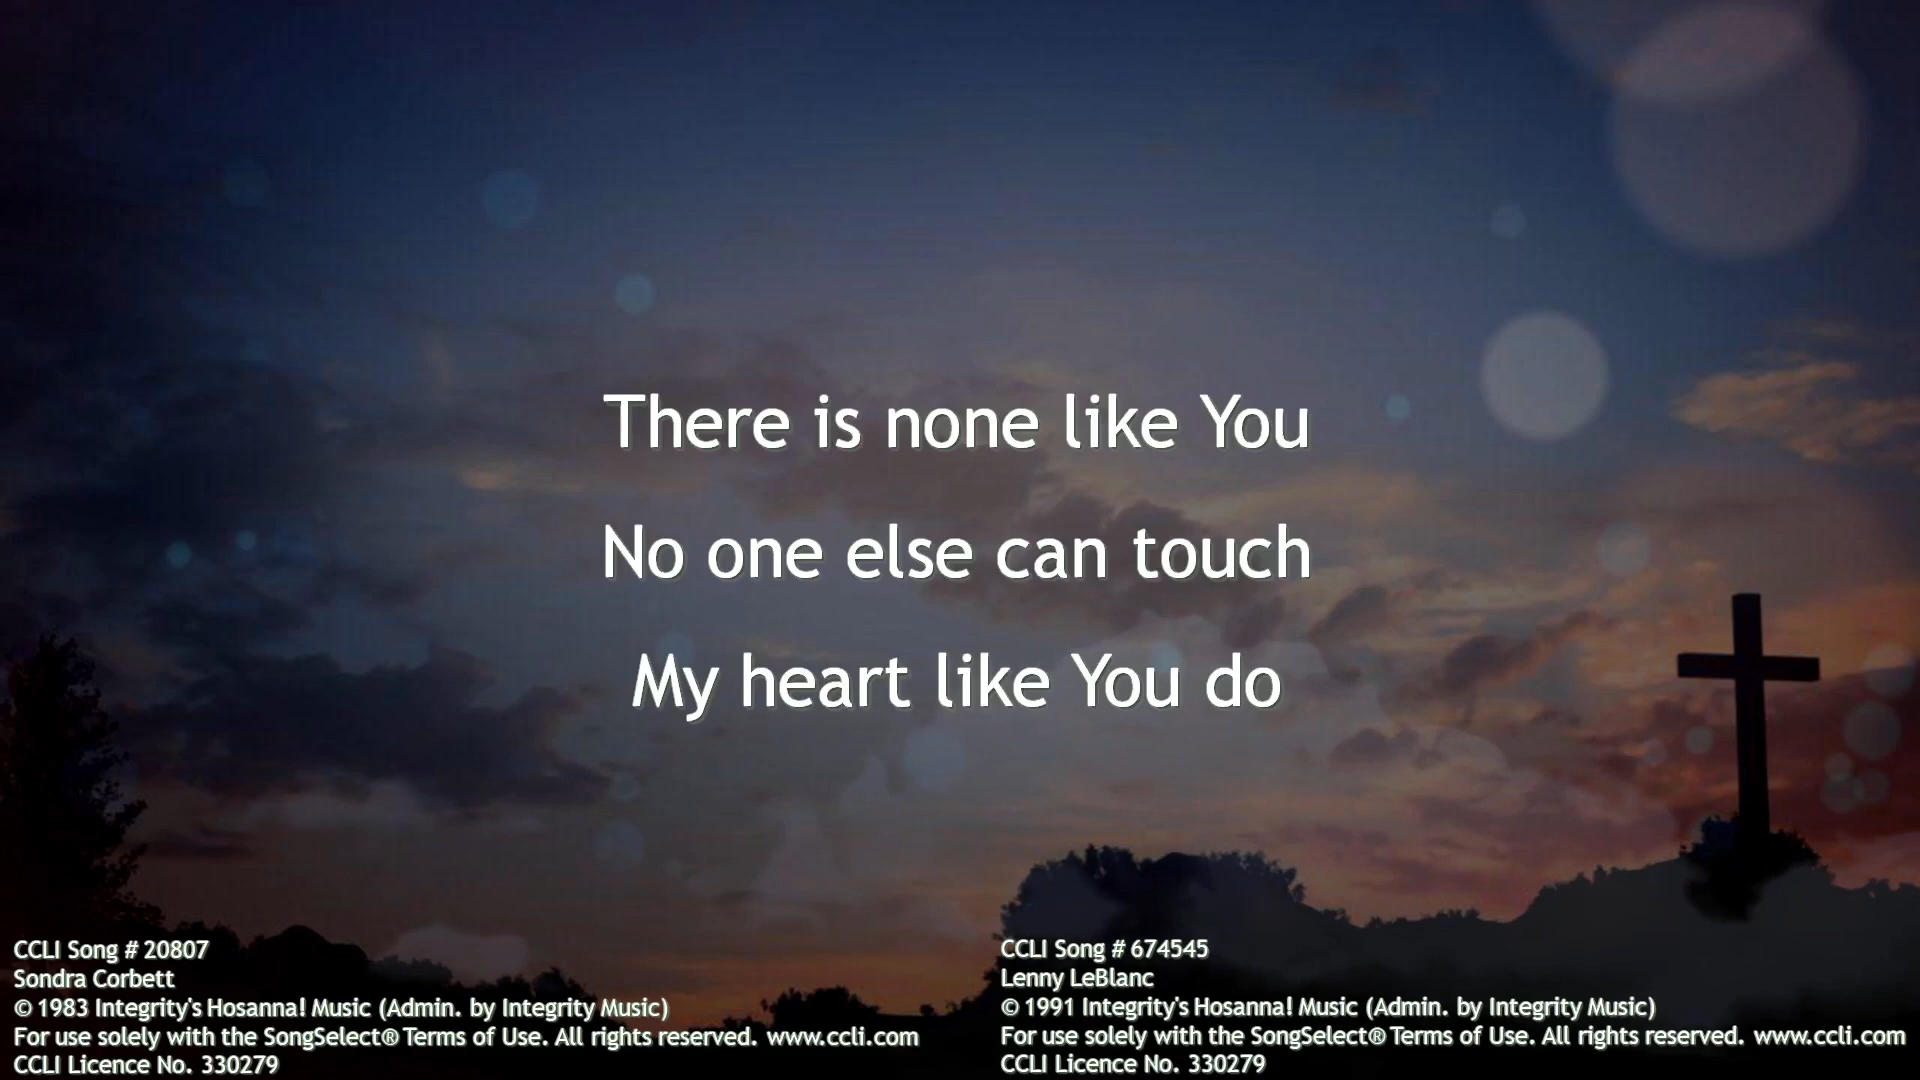 There is none like You
No one else can touch
My heart like You do
CCLI Song # 20807
Sondra Corbett
© 1983 Integrity's Hosanna! Music (Admin. by Integrity Music)
For use solely with the SongSelect® Terms of Use. All rights reserved. www.ccli.com
CCLI Licence No. 330279
CCLI Song # 674545
Lenny LeBlanc
© 1991 Integrity's Hosanna! Music (Admin. by Integrity Music)
For use solely with the SongSelect® Terms of Use. All rights reserved. www.ccli.com
CCLI Licence No. 330279